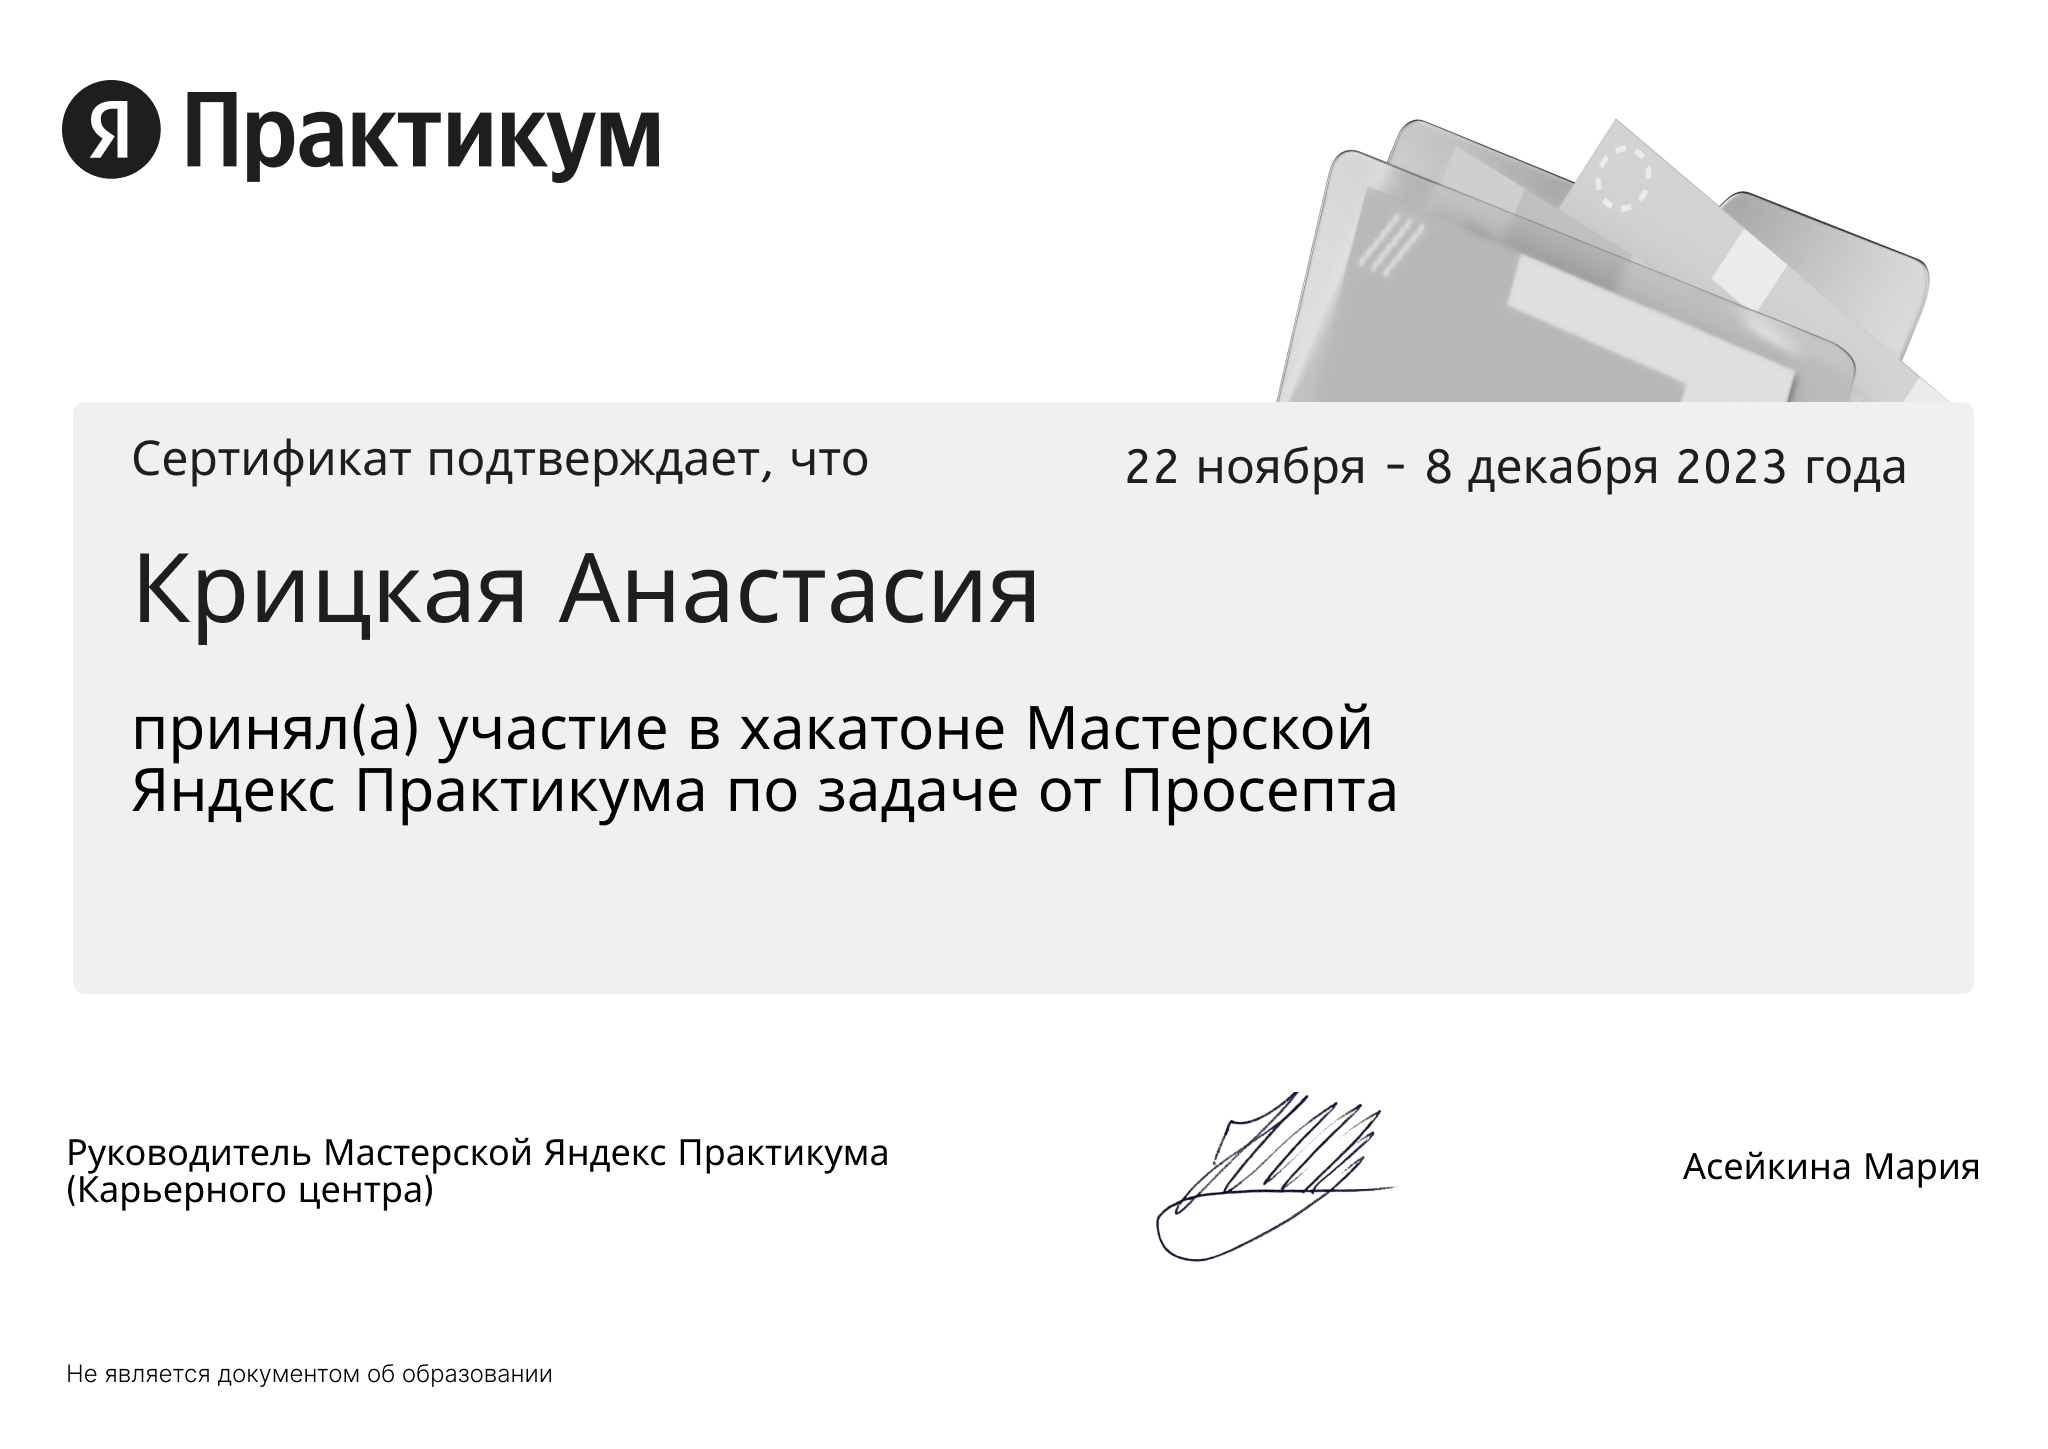 Я Практикум
Сертификат подтверждает, что
22 ноября - 8 декабря 2023 года
Крицкая Анастасия
принял(а) участие в хакатоне Мастерской
Яндекс Практикума по задаче от Просепта
Руководитель Мастерской Яндекс Практикума
(Карьерного центра)
Асейкина Мария
Не является документом об образовании